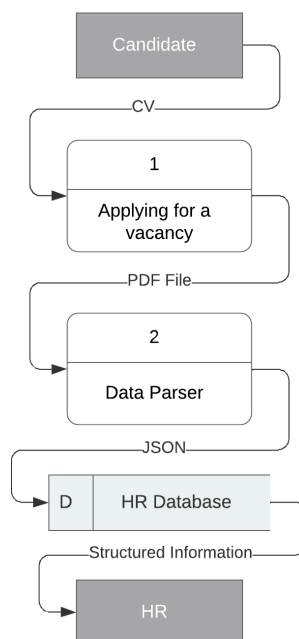 Candidate
CV
1
Applying for a
vacancy
PDF File
2
Data Parser
JSON
D
HR Database
Structured Information
HR